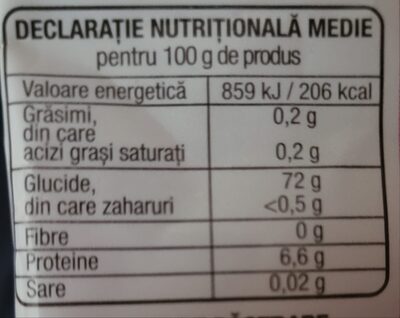 DECLARAȚIE NUTRIȚIONALĂ MEDIE
pentru 100 g de produs
Valoare energetică 859 kJ / 206 kcal
Grăsimi, 0,2 g
din care
acizi grași saturați 0,2 g
Glucide, 72 g
din care zaharuri <0,5 g
Fibre 0 g
Proteine 6,6 g
Sare 0,02 g